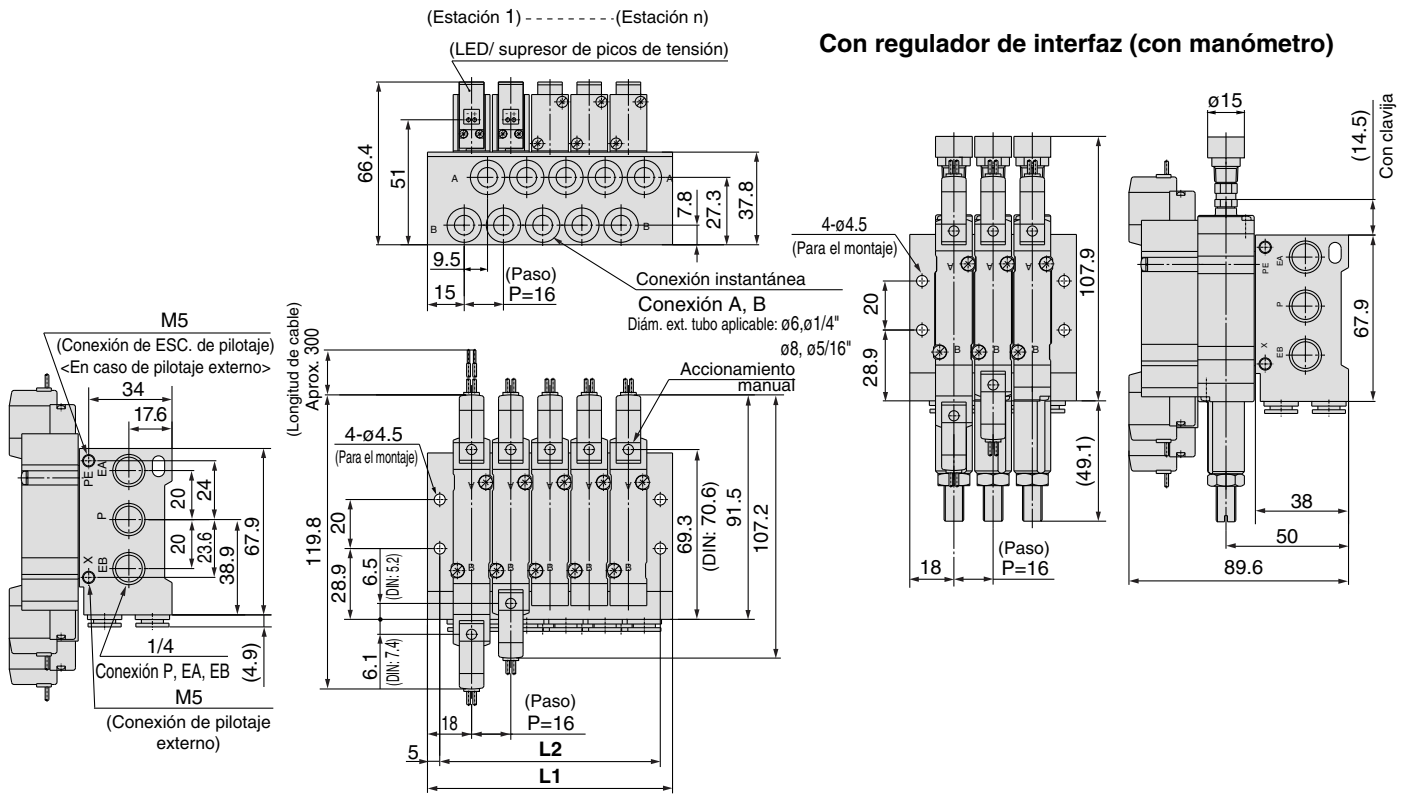 (Estación 1) - - - - - - - - - (Estación n)
(LED/ supresor de picos de tensión)
66.4
51
A
A
B
B
7.8
27.3
37.8
9.5
15
(Paso)
P=16
Conexión instantánea
Conexión A, B
Diám. ext. tubo aplicable: ø6,ø1/4"
ø8, ø5/16"
Con regulador de interfaz (con manómetro)
4-ø4.5
(Para el montaje)
20
28.9
A
A
A
B
B
B
107.9
(49.1)
18
(Paso)
P=16
ø15
(14.5)
Con clavija
PE
EA
P
X
EB
67.9
38
50
89.6
M5
(Conexión de ESC. de pilotaje)
<En caso de pilotaje externo>
34
17.6
PE
EA
P
X
EB
20
20
24
23.6
38.9
67.9
(4.9)
1/4
Conexión P, EA, EB
M5
(Conexión de pilotaje
externo)
(Longitud de cable)
Aprox. 300
Accionamiento
manual
4-ø4.5
(Para el montaje)
119.8
20
28.9
6.5
(DIN: 5.2)
6.1
(DIN: 7.4)
A
A
A
A
A
B
B
B
B
B
69.3
(DIN: 70.6)
91.5
107.2
18
(Paso)
P=16
5
L2
L1